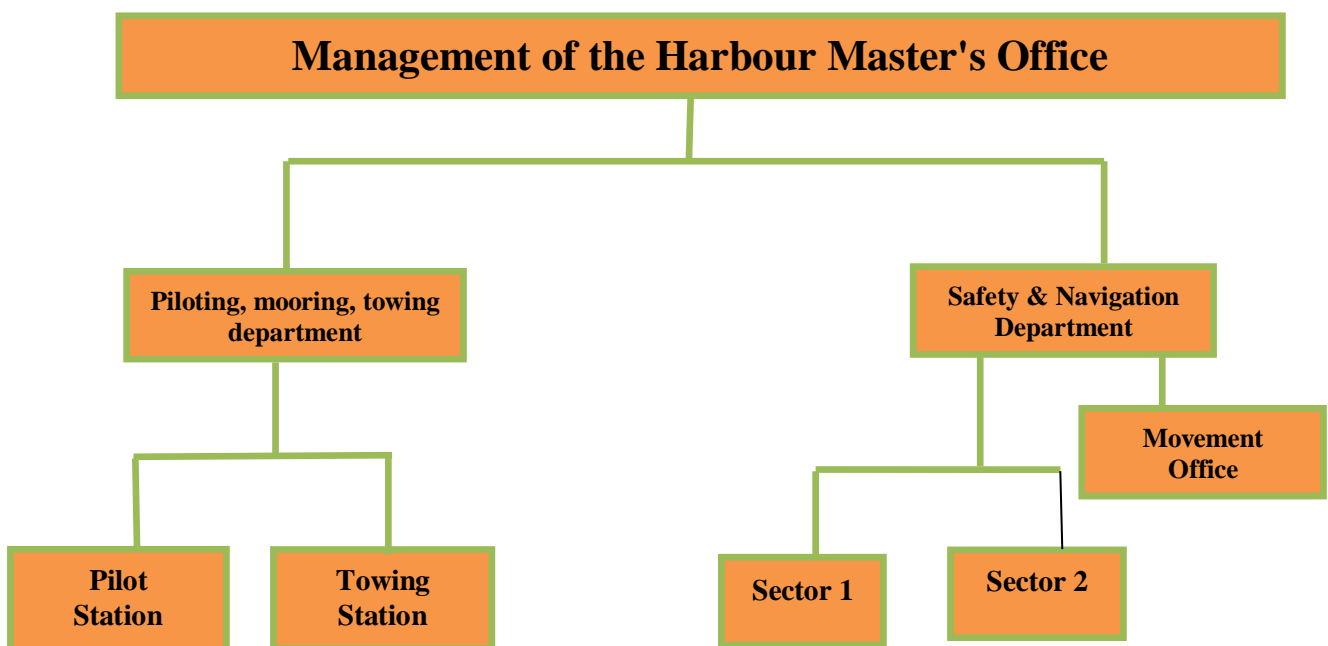 Management of the Harbour Master's Office
Piloting, mooring, towing
department
Safety & Navigation
Department
Movement
Office
Pilot
Station
Towing
Station
Sector 1
Sector 2